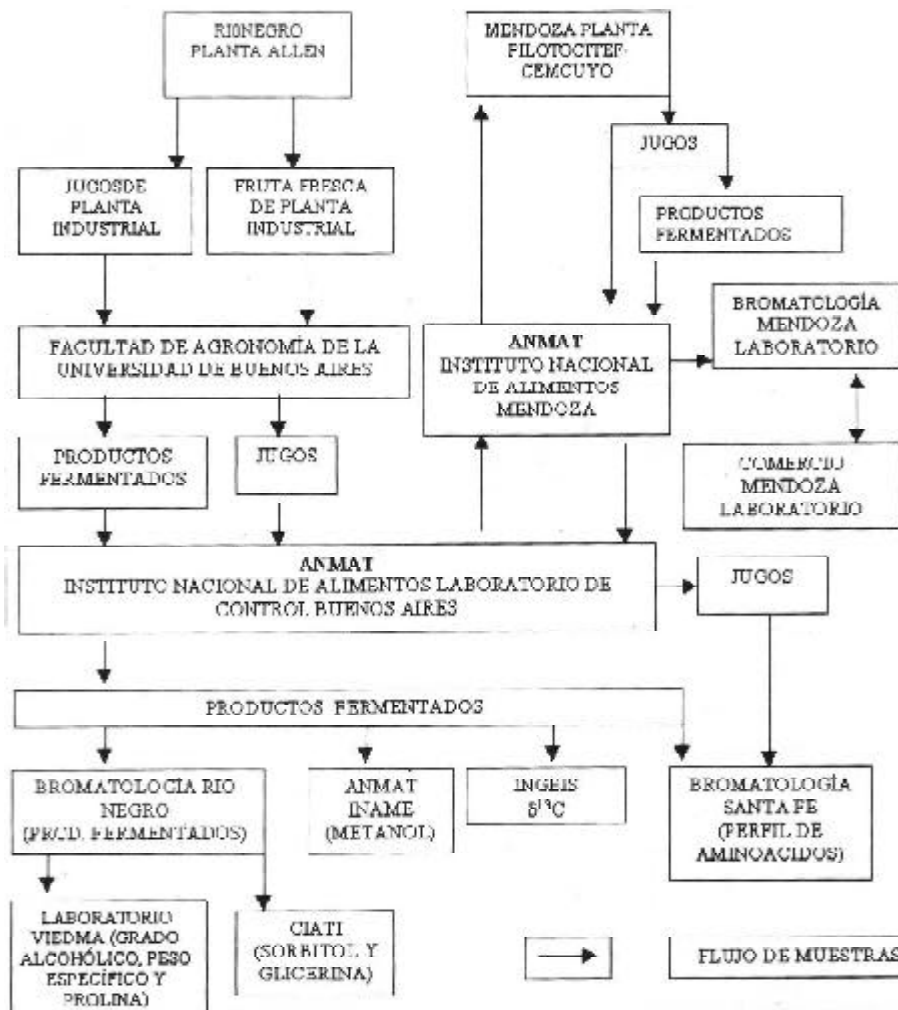 RIONEGRO
PLANTA ALLEN
MENDOZA PLANTA
PILOTOCITEF-
CEMCUYO
JUGOS
JUGOSDE
PLANTA
INDUSTRIAL
FRUTA FRESCA
DE PLANTA
INDUSTRIAL
PRODUCTOS
FERMENTADOS
BROMATOLOGÍA
MENDOZA
LABORATORIO
FACULTAD DE AGRONOMÍA DE LA
UNIVERSIDAD DE BUENOS AIRES
ANMAT
INSTITUTO NACIONAL
DE ALIMENTOS
MENDOZA
PRODUCTOS
FERMENTADOS
JUGOS
COMERCIO
MENDOZA
LABORATORIO
ANMAT
INSTITUTO NACIONAL DE ALIMENTOS LABORATORIO DE
CONTROL BUENOS AIRES
JUGOS
PRODUCTOS FERMENTADOS
BROMATOLOGÍA RIO
NEGRO
(PROD. FERMENTADOS)
ANMAT
INAME
(METANOL)
INGEIS
δ¹³C
BROMATOLOGÍA
SANTA FE
(PERFIL DE
AMINOACIDOS)
LABORATORIO
VIEDMA (GRADO
ALCOHÓLICO, PESO
ESPECÍFICO Y
PROLINA)
CIATI
(SORBITOL Y
GLICERINA)
FLUJO DE MUESTRAS